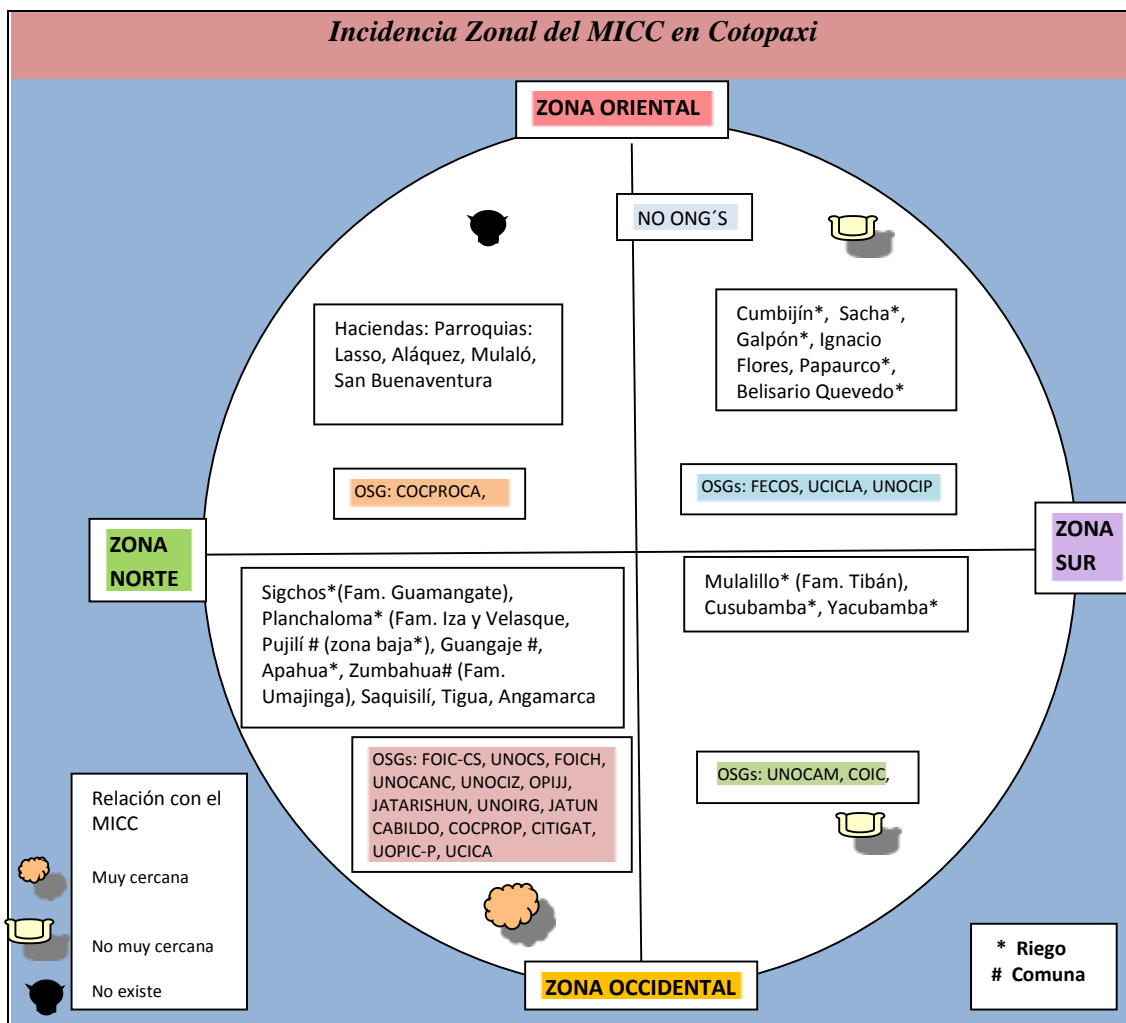 Incidencia Zonal del MICC en Cotopaxi
ZONA ORIENTAL
NO ONG´S
Haciendas: Parroquias:
Lasso, Aláquez, Mulaló,
San Buenaventura
Cumbijín*, Sacha*,
Galpón*, Ignacio
Flores, Papaurco*,
Belisario Quevedo*
OSG: COCPROCA,
OSGs: FECOS, UCICLA, UNOCIP
ZONA
NORTE
ZONA
SUR
Sigchos*(Fam. Guamangate),
Planchaloma* (Fam. Iza y Velasque,
Pujilí # (zona baja*), Guangaje #,
Apahua*, Zumbahua# (Fam.
Umajinga), Saquisilí, Tigua, Angamarca
Mulalillo* (Fam. Tibán),
Cusubamba*, Yacubamba*
OSGs: FOIC-CS, UNOCS, FOICH,
UNOCANC, UNOCIZ, OPIJJ,
JATARISHUN, UNOIRG, JATUN
CABILDO, COCPROP, CITIGAT,
UOPIC-P, UCICA
OSGs: UNOCAM, COIC,
Relación con el
MICC
Muy cercana
No muy cercana
No existe
ZONA OCCIDENTAL
* Riego
# Comuna